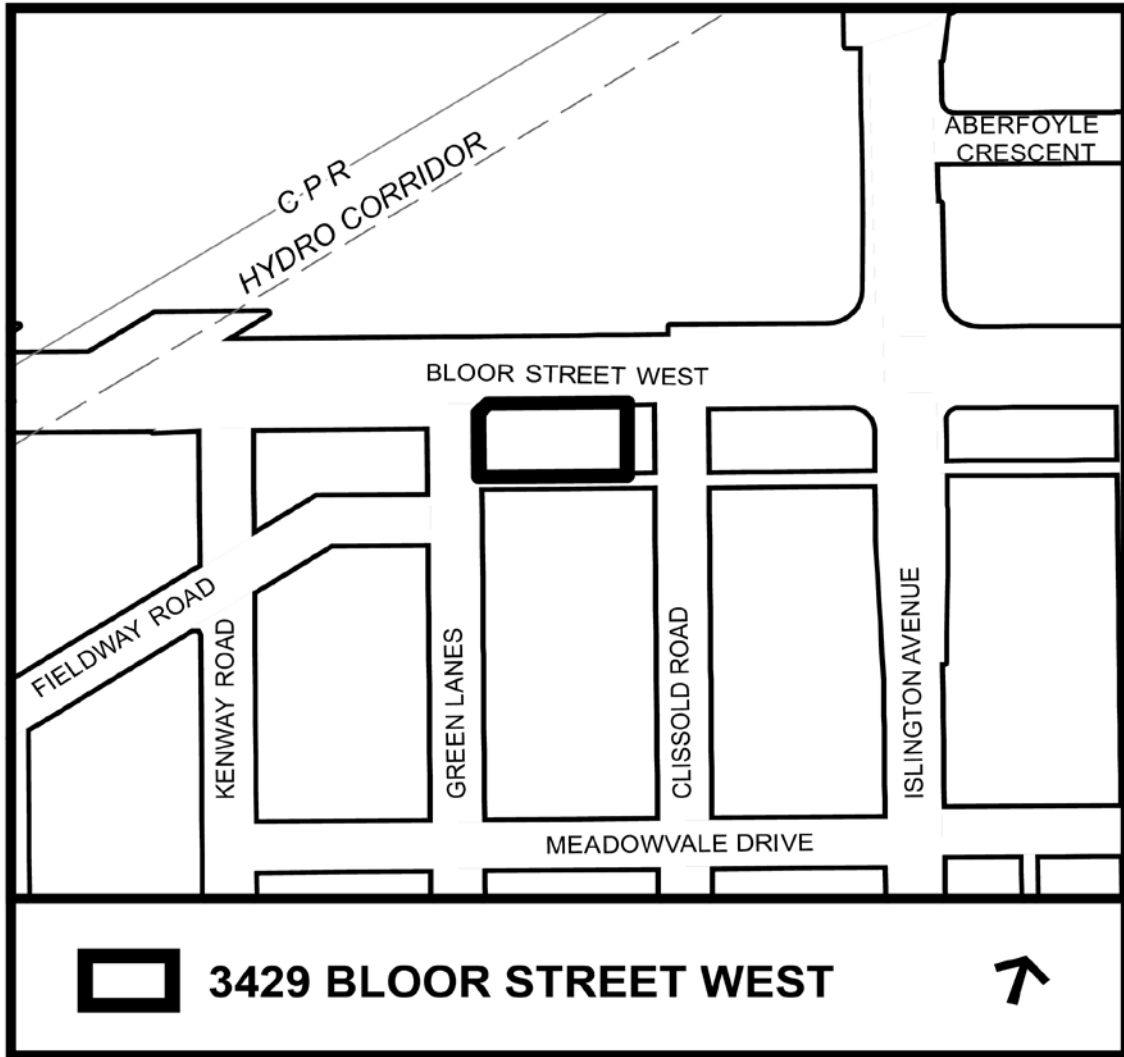 ABERFOYLE
CRESCENT
CPR
HYDRO CORRIDOR
BLOOR STREET WEST
FIELDWAY ROAD
KENWAY ROAD
GREEN LANES
CLISSOLD ROAD
ISLINGTON AVENUE
MEADOWVALE DRIVE
3429 BLOOR STREET WEST